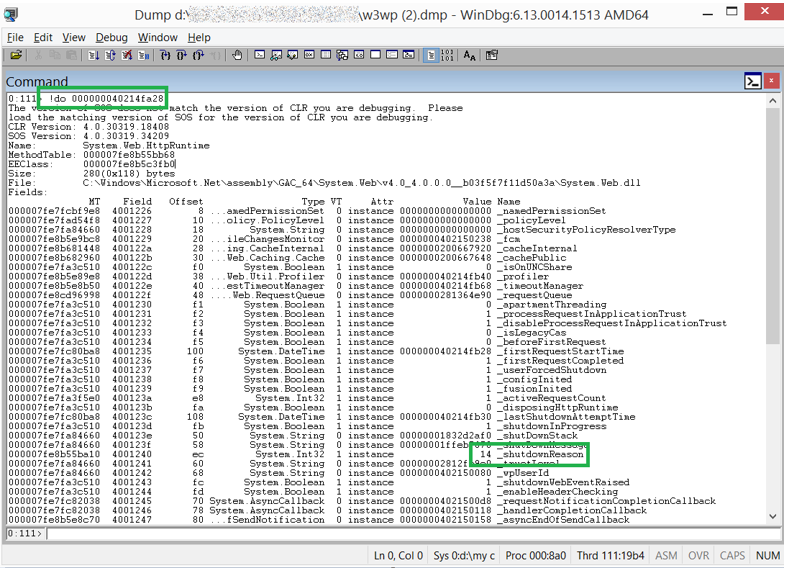 Dump d:\ \w3wp (2).dmp - WinDbg:6.13.0014.1513 AMD64
File Edit View Debug Window Help
Command
0:111> !do 000000040214fa28
The version of SOS does not match the version of CLR you are debugging. Please
load the matching version of SOS for the version of CLR you are debugging.
CLR Version: 4.0.30319.18408
SOS Version: 4.0.30319.34209
Name: System.Web.HttpRuntime
MethodTable: 000007fe8b55bb68
EEClass: 000007fe8b5c3fb0
Size: 280(0x118) bytes
File: C:\Windows\Microsoft.Net\assembly\GAC_64\System.Web\v4.0_4.0.0.0__b03f5f7f11d50a3a\System.Web.dll
Fields:
MT Field Offset Type VT Attr Value Name
000007fe7fcbf9e8 4001226 8 ...amedPermissionSet 0 instance 0000000000000000 _namedPermissionSet
000007fe7fad54f8 4001227 10 ...olicy.PolicyLevel 0 instance 0000000000000000 _policyLevel
000007fe7fa84660 4001228 18 System.String 0 instance 0000000000000000 _hostSecurityPolicyResolverType
000007fe8b5e9bc8 4001229 20 ...ileChangesMonitor 0 instance 0000000402150238 _fcm
000007fe8b681448 400122a 28 ...ing.CacheInternal 0 instance 0000000200667920 _cacheInternal
000007fe8b682960 400122b 30 ...Web.Caching.Cache 0 instance 0000000200667648 _cachePublic
000007fe7fa3c510 400122c f0 System.Boolean 1 instance 0 _isOnUNCShare
000007fe8b5e89e8 400122d 38 ...Web.Util.Profiler 0 instance 000000040214fb40 _profiler
000007fe8b5e8b50 400122e 40 ...estTimeoutManager 0 instance 000000040214fb68 _timeoutManager
000007fe8cd96998 400122f 48 ....Web.RequestQueue 0 instance 0000000281364e90 _requestQueue
000007fe7fa3c510 4001230 f1 System.Boolean 1 instance 0 _apartmentThreading
000007fe7fa3c510 4001231 f2 System.Boolean 1 instance 1 _processRequestInApplicationTrust
000007fe7fa3c510 4001232 f3 System.Boolean 1 instance 1 _disableProcessRequestInApplicationTrust
000007fe7fa3c510 4001233 f4 System.Boolean 1 instance 0 _isLegacyCas
000007fe7fa3c510 4001234 f5 System.Boolean 1 instance 0 _beforeFirstRequest
000007fe7fc80ba8 4001235 100 System.DateTime 1 instance 000000040214fb28 _firstRequestStartTime
000007fe7fa3c510 4001236 f6 System.Boolean 1 instance 1 _firstRequestCompleted
000007fe7fa3c510 4001237 f7 System.Boolean 1 instance 1 _userForcedShutdown
000007fe7fa3c510 4001238 f8 System.Boolean 1 instance 1 _configInited
000007fe7fa3c510 4001239 f9 System.Boolean 1 instance 1 _fusionInited
000007fe7fa3f5e0 400123a e8 System.Int32 1 instance 1 _activeRequestCount
000007fe7fa3c510 400123b fa System.Boolean 1 instance 0 _disposingHttpRuntime
000007fe7fc80ba8 400123c 108 System.DateTime 1 instance 000000040214fb30 _lastShutdownAttemptTime
000007fe7fa3c510 400123d fb System.Boolean 1 instance 1 _shutdownInProgress
000007fe7fa84660 400123e 50 System.String 0 instance 00000001832d2af0 _shutDownStack
000007fe7fa84660 400123f 58 System.String 0 instance _shutDownMessage
000007fe8b55ba10 4001240 ec System.Int32 1 instance 14 _shutdownReason
000007fe7fa84660 4001241 60 System.String 0 instance _trustLevel
000007fe7fa84660 4001242 68 System.String 0 instance 0000000402150080 _wpUserId
000007fe7fa3c510 4001243 fc System.Boolean 1 instance 1 _shutdownWebEventRaised
000007fe7fa3c510 4001244 fd System.Boolean 1 instance 1 _enableHeaderChecking
000007fe7fc82038 4001245 70 System.AsyncCallback 0 instance 00000004021500d8 _requestNotificationCompletionCallback
000007fe7fc82038 4001246 78 System.AsyncCallback 0 instance 0000000402150118 _handlerCompletionCallback
000007fe8b5e8c70 4001247 80 ...fSendNotification 0 instance 0000000402150158 _asyncEndOfSendCallback
0:111>
Ln 0, Col 0 Sys 0:d:\my c Proc 000:8a0 Thrd 111:19b4 ASM OVR CAPS NUM